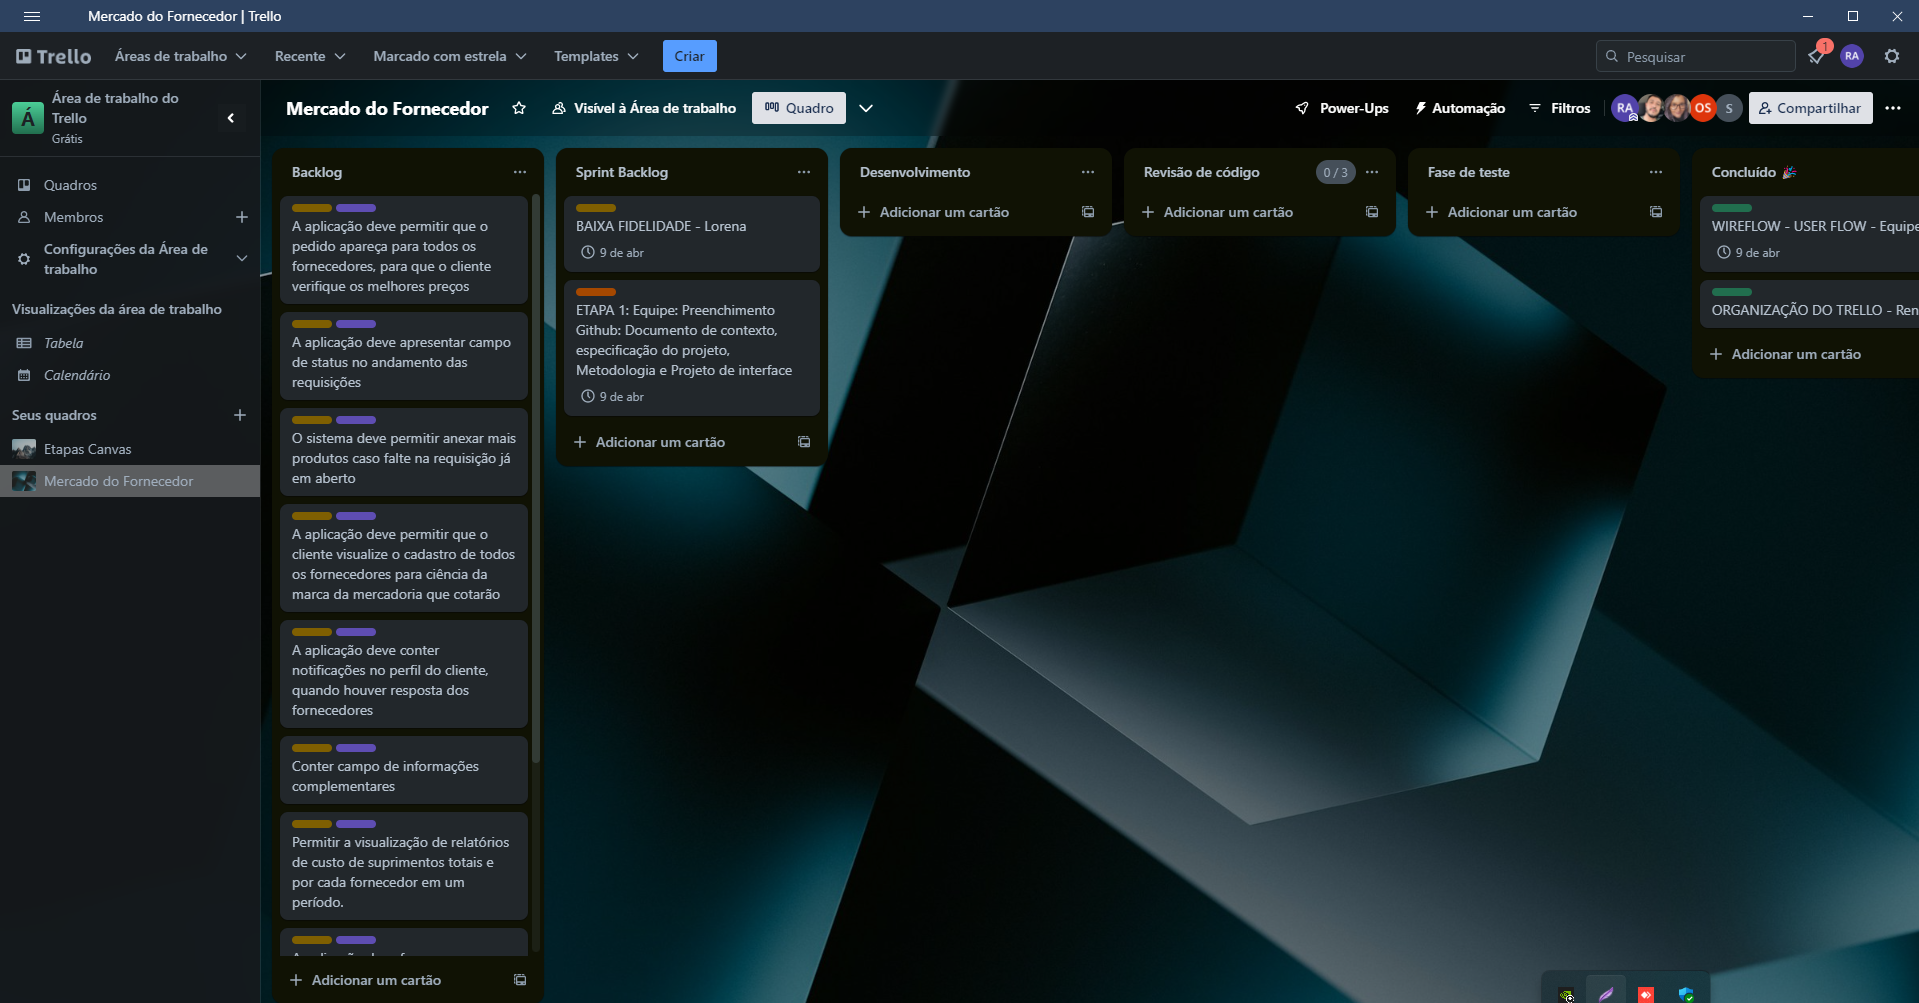 Mercado do Fornecedor | Trello
Trello
Áreas de trabalho
Recente
Marcado com estrela
Templates
Criar
Pesquisar
1
RA
Á
Área de trabalho do
Trello
Grátis
Quadros
Membros
Configurações da Área de
trabalho
Visualizações da área de trabalho
Tabela
Calendário
Seus quadros
Etapas Canvas
Mercado do Fornecedor
Mercado do Fornecedor
Visível à Área de trabalho
Quadro
Power-Ups
Automação
Filtros
RA
OS
S
Compartilhar
Backlog
A aplicação deve permitir que o
pedido apareça para todos os
fornecedores, para que o cliente
verifique os melhores preços
A aplicação deve apresentar campo
de status no andamento das
requisições
O sistema deve permitir anexar mais
produtos caso falte na requisição já
em aberto
A aplicação deve permitir que o
cliente visualize o cadastro de todos
os fornecedores para ciência da
marca da mercadoria que cotarão
A aplicação deve conter
notificações no perfil do cliente,
quando houver resposta dos
fornecedores
Conter campo de informações
complementares
Permitir a visualização de relatórios
de custo de suprimentos totais e
por cada fornecedor em um
período.
Adicionar um cartão
Sprint Backlog
BAIXA FIDELIDADE - Lorena
9 de abr
ETAPA 1: Equipe: Preenchimento
Github: Documento de contexto,
especificação do projeto,
Metodologia e Projeto de interface
9 de abr
Adicionar um cartão
Desenvolvimento
Adicionar um cartão
Revisão de código
0 / 3
Adicionar um cartão
Fase de teste
Adicionar um cartão
Concluído 🎉
WIREFLOW - USER FLOW - Equipe
9 de abr
ORGANIZAÇÃO DO TRELLO - Ren
Adicionar um cartão